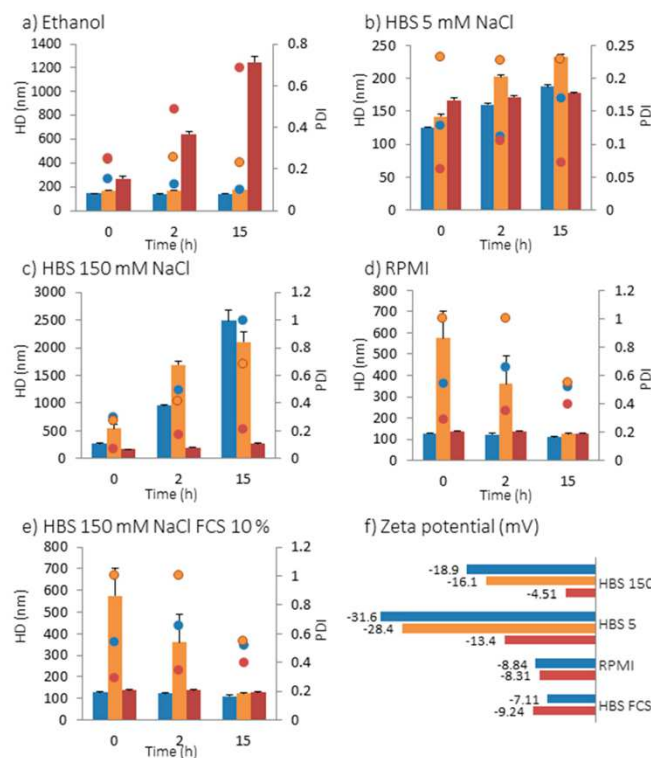 a) Ethanol
HD (nm)
1400
1200
1000
800
600
400
200
0
0.8
0.6
0.4
0.2
0
PDI
0 2 15
Time (h)
b) HBS 5 mM NaCl
HD (nm)
250
200
150
100
50
0
0.25
0.2
0.15
0.1
0.05
0
PDI
0 2 15
Time (h)
c) HBS 150 mM NaCl
HD (nm)
3000
2500
2000
1500
1000
500
0
1.2
1
0.8
0.6
0.4
0.2
0
PDI
0 2 15
Time (h)
d) RPMI
HD (nm)
800
700
600
500
400
300
200
100
0
1.2
1
0.8
0.6
0.4
0.2
0
PDI
0 2 15
Time (h)
e) HBS 150 mM NaCl FCS 10 %
HD (nm)
800
700
600
500
400
300
200
100
0
1.2
1
0.8
0.6
0.4
0.2
0
PDI
0 2 15
Time (h)
f) Zeta potential (mV)
-18.9
-16.1
-4.51
HBS 150
-31.6
-28.4
-13.4
HBS 5
-8.84
-8.31
RPMI
-7.11
-9.24
HBS FCS